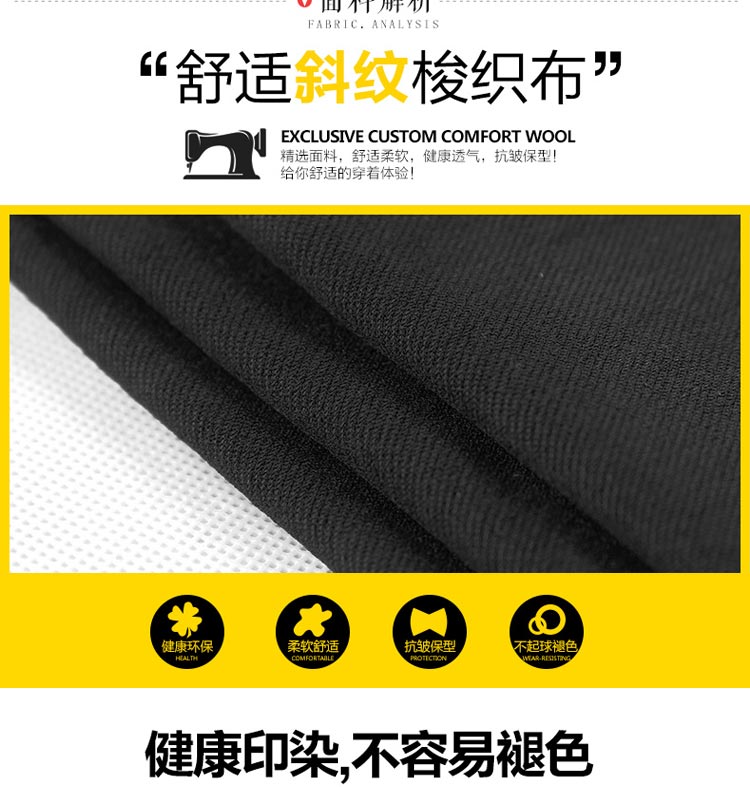 面料解析
FABRIC. ANALYSIS
“舒适斜纹梭织布”
EXCLUSIVE CUSTOM COMFORT WOOL
精选面料，舒适柔软，健康透气，抗皱保型！
给你舒适的穿着体验！
健康环保
HEALTH
柔软舒适
COMFORTABLE
抗皱保型
PROTECTION
不起球褪色
WEAR-RESISTING
健康印染,不容易褪色